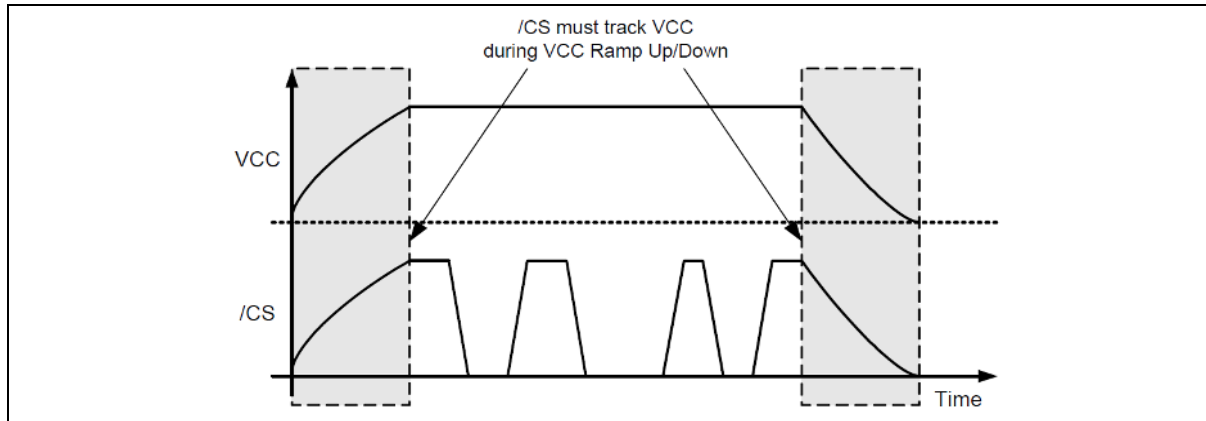 /CS must track VCC
during VCC Ramp Up/Down
VCC
/CS
Time